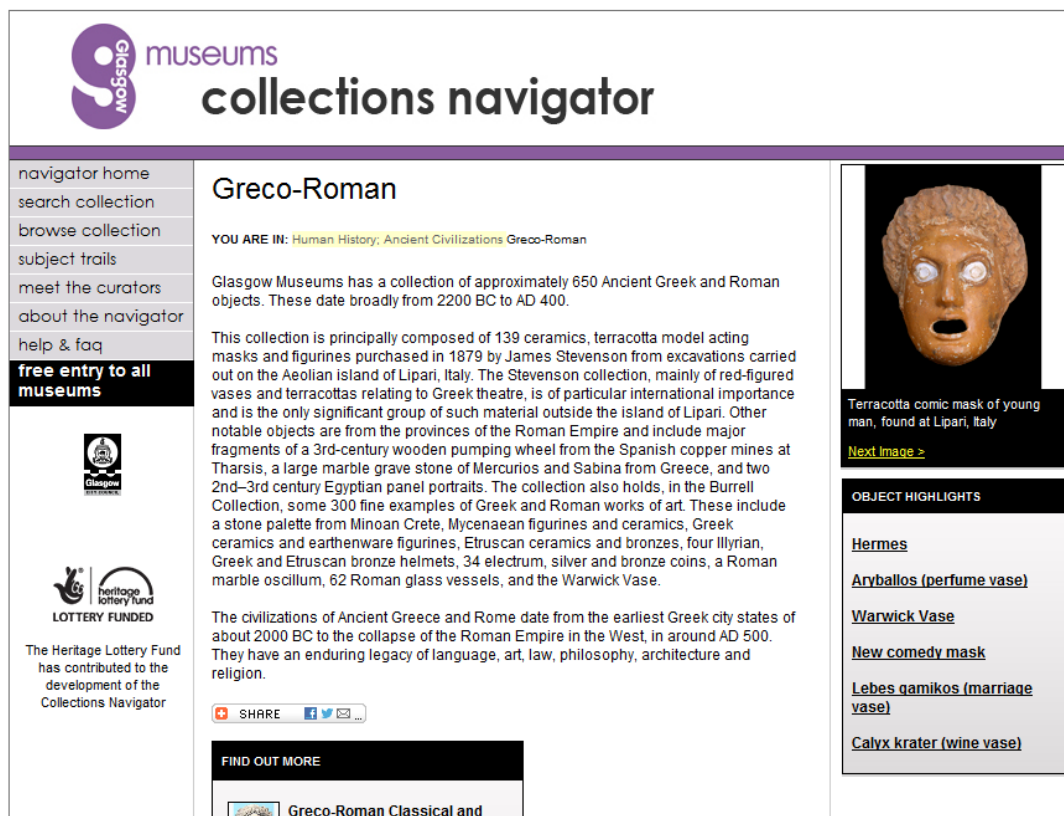 Glasgow
museums
collections navigator
navigator home
search collection
browse collection
subject trails
meet the curators
about the navigator
help & faq
free entry to all
museums
Glasgow
CITY COUNCIL
heritage
lottery fund
LOTTERY FUNDED
The Heritage Lottery Fund
has contributed to the
development of the
Collections Navigator
Greco-Roman
YOU ARE IN: Human History; Ancient Civilizations Greco-Roman
Glasgow Museums has a collection of approximately 650 Ancient Greek and Roman
objects. These date broadly from 2200 BC to AD 400.
This collection is principally composed of 139 ceramics, terracotta model acting
masks and figurines purchased in 1879 by James Stevenson from excavations carried
out on the Aeolian island of Lipari, Italy. The Stevenson collection, mainly of red-figured
vases and terracottas relating to Greek theatre, is of particular international importance
and is the only significant group of such material outside the island of Lipari. Other
notable objects are from the provinces of the Roman Empire and include major
fragments of a 3rd-century wooden pumping wheel from the Spanish copper mines at
Tharsis, a large marble grave stone of Mercurios and Sabina from Greece, and two
2nd–3rd century Egyptian panel portraits. The collection also holds, in the Burrell
Collection, some 300 fine examples of Greek and Roman works of art. These include
a stone palette from Minoan Crete, Mycenaean figurines and ceramics, Greek
ceramics and earthenware figurines, Etruscan ceramics and bronzes, four Illyrian,
Greek and Etruscan bronze helmets, 34 electrum, silver and bronze coins, a Roman
marble oscillum, 62 Roman glass vessels, and the Warwick Vase.
The civilizations of Ancient Greece and Rome date from the earliest Greek city states of
about 2000 BC to the collapse of the Roman Empire in the West, in around AD 500.
They have an enduring legacy of language, art, law, philosophy, architecture and
religion.
SHARE ...
FIND OUT MORE
Greco-Roman Classical and
Terracotta comic mask of young
man, found at Lipari, Italy
Next Image >
OBJECT HIGHLIGHTS
Hermes
Aryballos (perfume vase)
Warwick Vase
New comedy mask
Lebes gamikos (marriage
vase)
Calyx krater (wine vase)